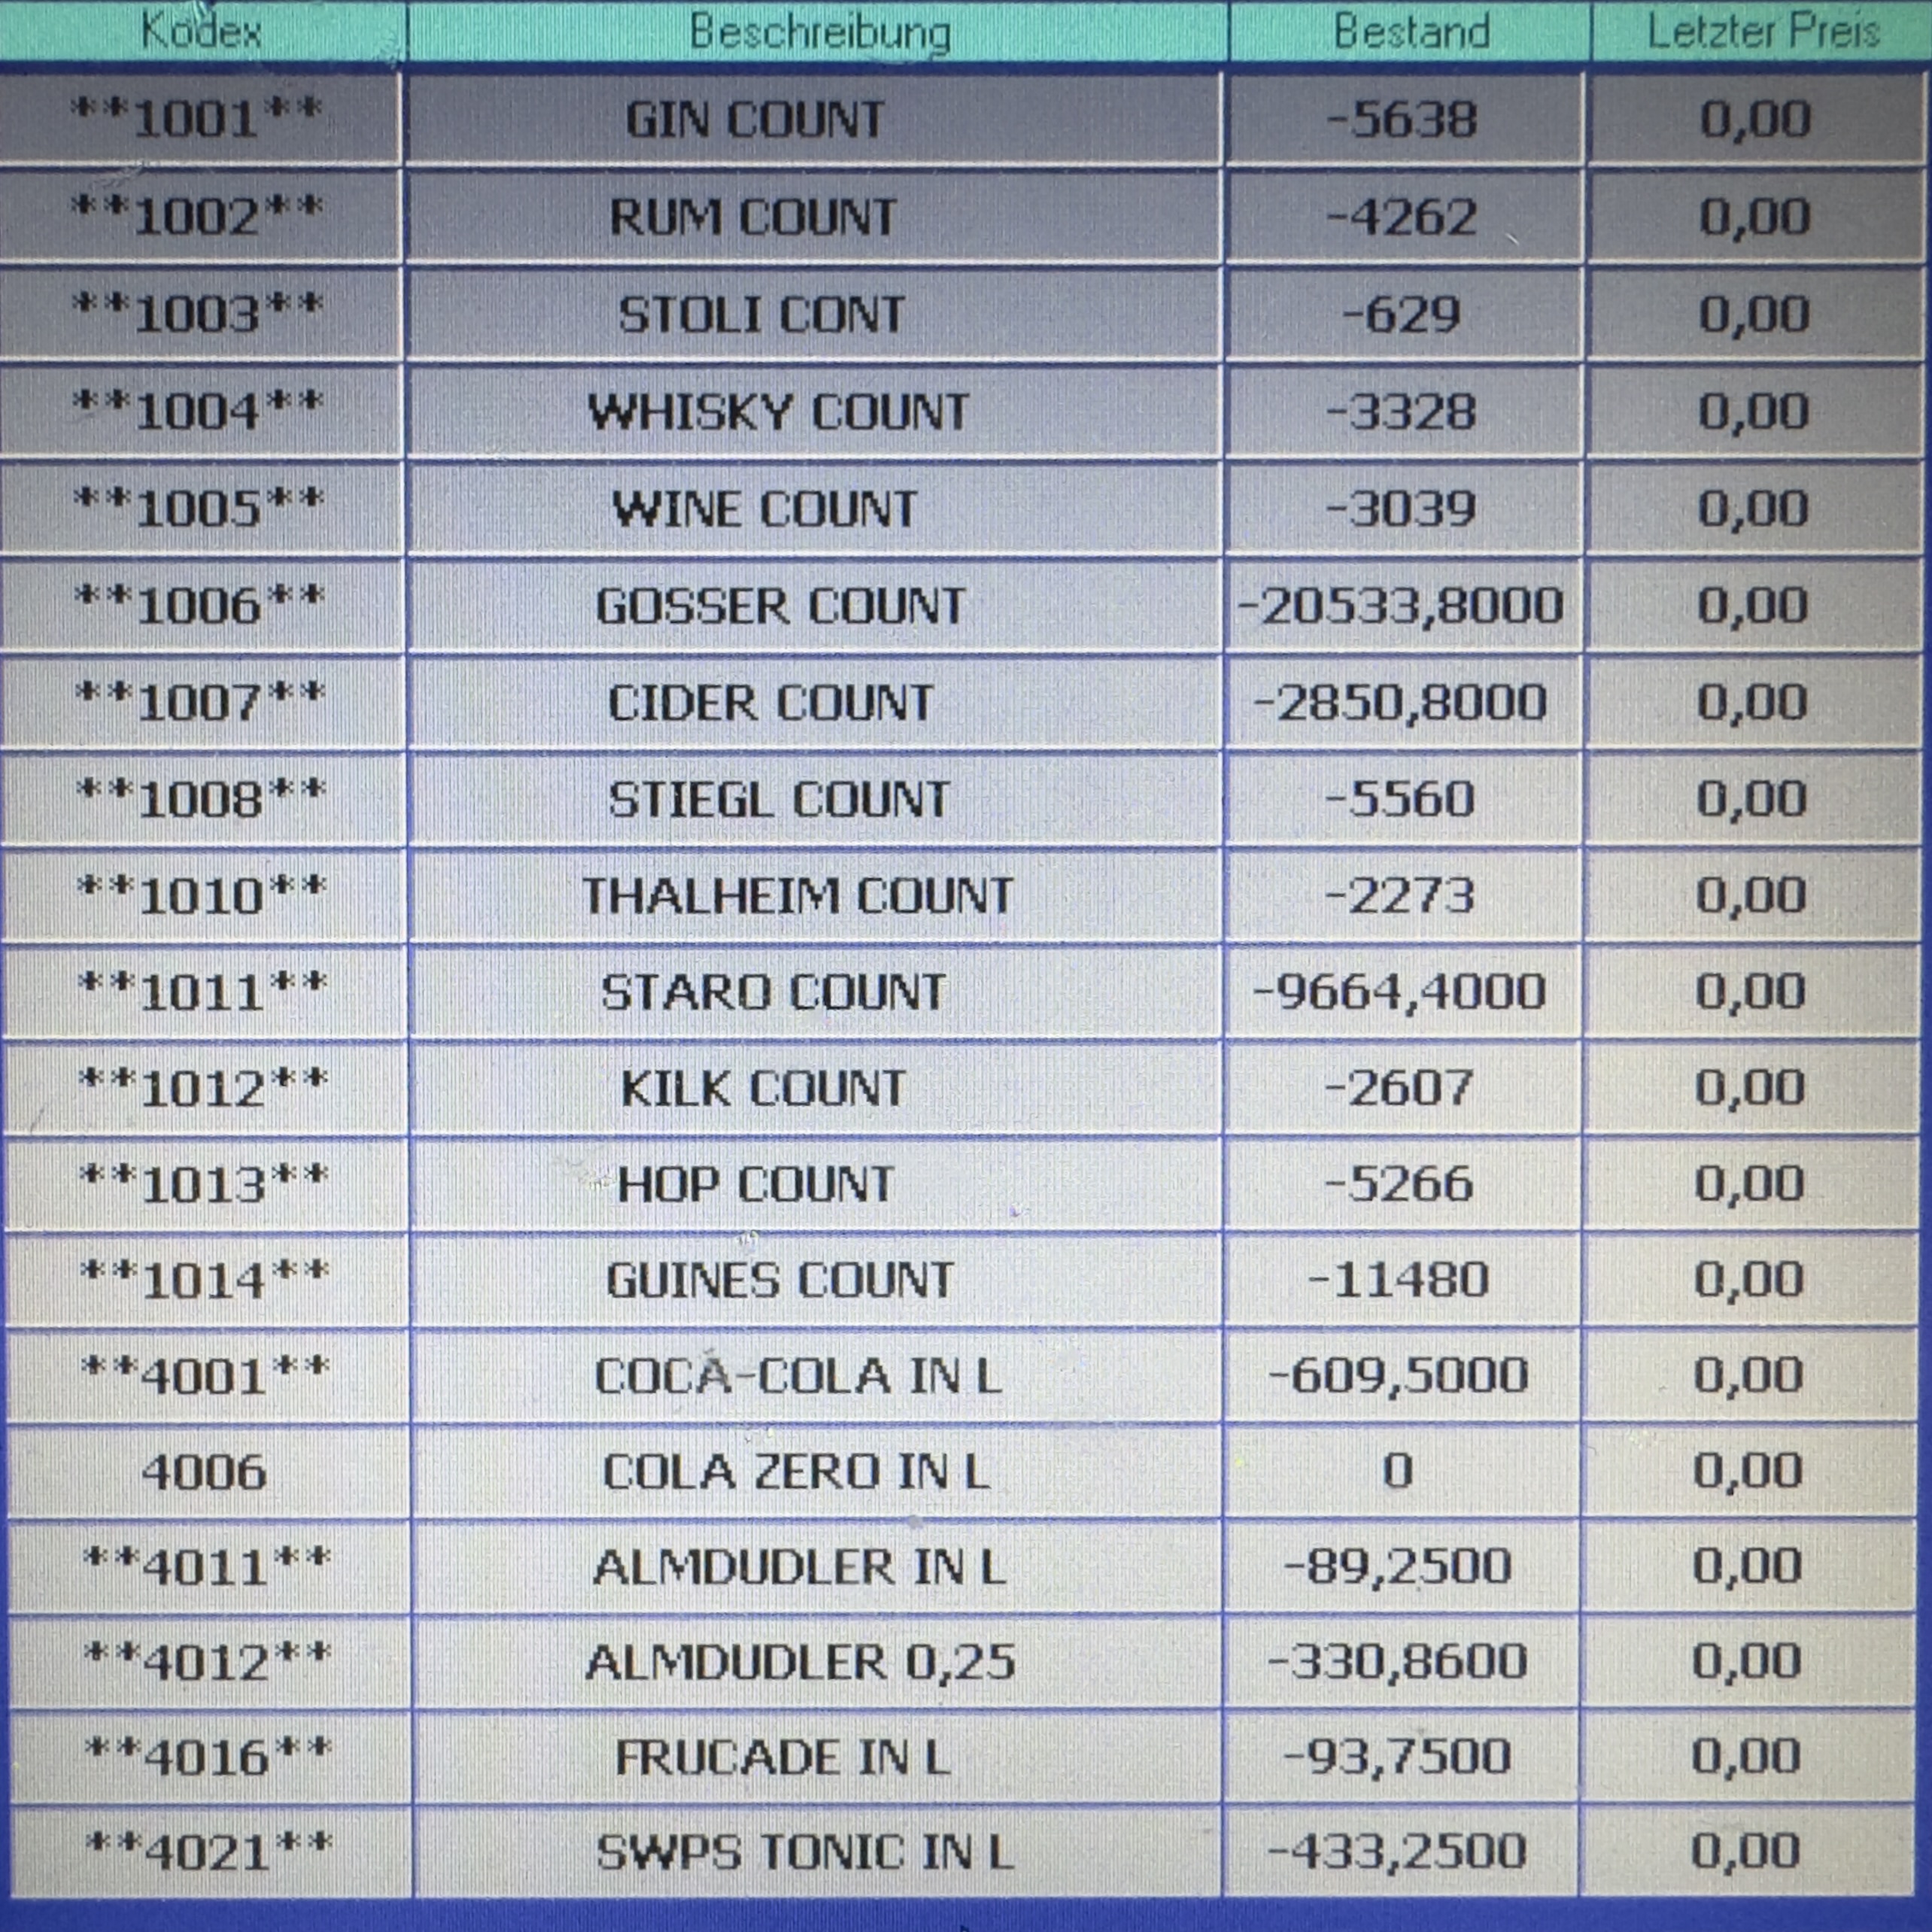 Kodex Beschreibung Bestand Letzter Preis
**1001** GIN COUNT -5638 0,00
**1002** RUM COUNT -4262 0,00
**1003** STOLI CONT -629 0,00
**1004** WHISKY COUNT -3328 0,00
**1005** WINE COUNT -3039 0,00
**1006** GOSSER COUNT -20533,8000 0,00
**1007** CIDER COUNT -2850,8000 0,00
**1008** STIEGL COUNT -5560 0,00
**1010** THALHEIM COUNT -2273 0,00
**1011** STARO COUNT -9664,4000 0,00
**1012** KILK COUNT -2607 0,00
**1013** HOP COUNT -5266 0,00
**1014** GUINES COUNT -11480 0,00
**4001** COCA-COLA IN L -609,5000 0,00
4006 COLA ZERO IN L 0 0,00
**4011** ALMDUDLER IN L -89,2500 0,00
**4012** ALMDUDLER 0,25 -330,8600 0,00
**4016** FRUCADE IN L -93,7500 0,00
**4021** SWPS TONIC IN L -433,2500 0,00